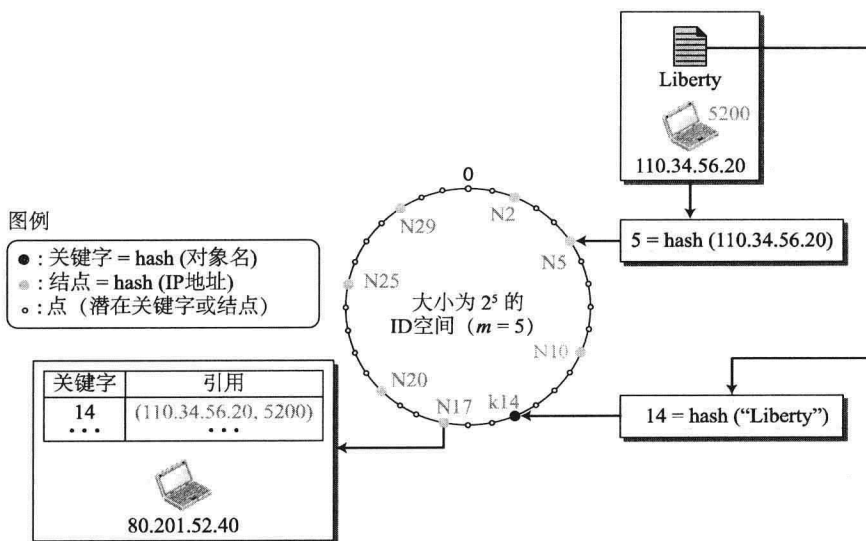 Liberty
5200
110.34.56.20
5 = hash (110.34.56.20)
0
N2
N5
N10
k14
N17
N20
N25
N29
大小为 2⁵ 的
ID空间（m = 5）
14 = hash (“Liberty”)
图例
: 关键字 = hash (对象名)
: 结点 = hash (IP地址)
: 点（潜在关键字或结点）
关键字 引用
14 (110.34.56.20, 5200)
••• •••
80.201.52.40